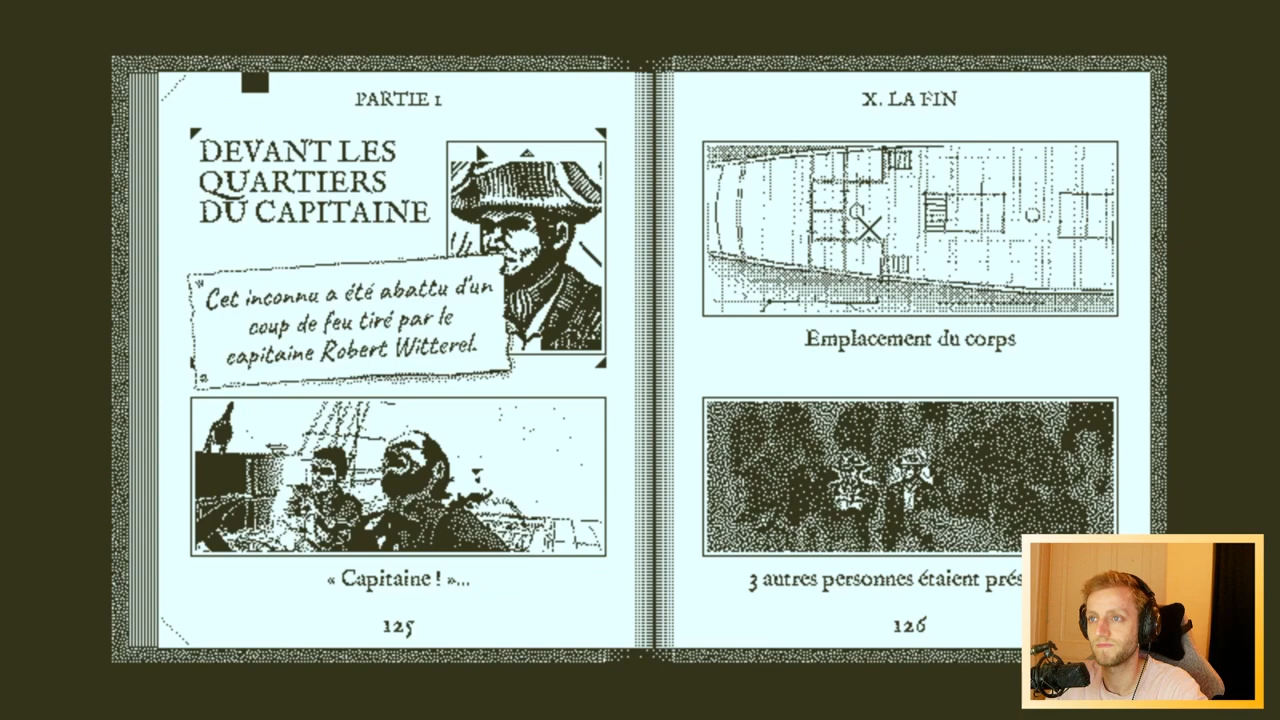 PARTIE 1
DEVANT LES
QUARTIERS
DU CAPITAINE
Cet inconnu a été abattu d'un
coup de feu tiré par le
capitaine Robert Witterel.
« Capitaine ! »...
125
X. LA FIN
Emplacement du corps
3 autres personnes étaient prés
126